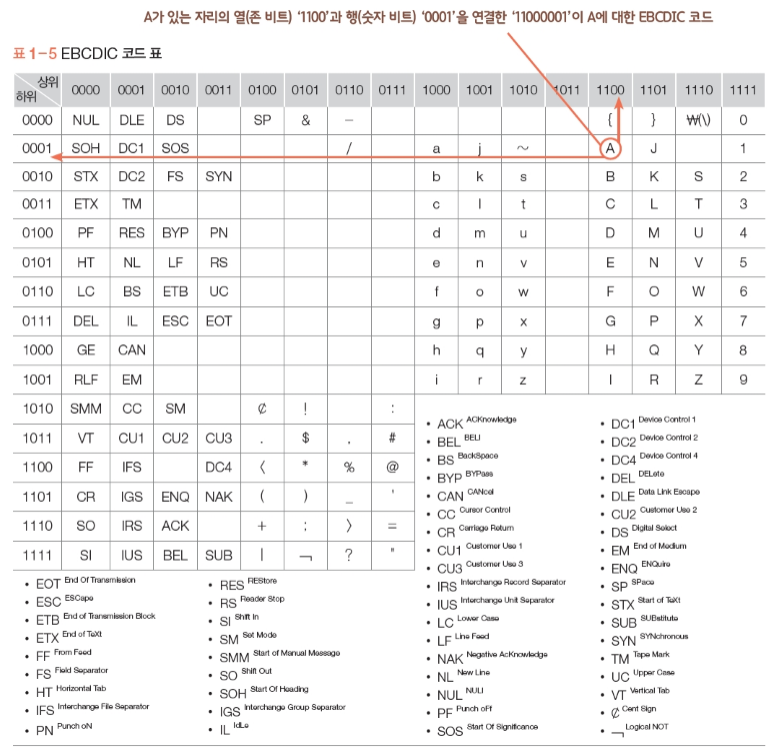 A가 있는 자리의 열(존 비트) ‘1100’과 행(숫자 비트) ‘0001’을 연결한 ‘11000001’이 A에 대한 EBCDIC 코드
표 1-5 EBCDIC 코드 표
상위 하위 0000 0001 0010 0011 0100 0101 0110 0111 1000 1001 1010 1011 1100 1101 1110 1111
0000 NUL DLE DS SP & – { } ₩(\) 0
0001 SOH DC1 SOS / a j ~ A J 1
0010 STX DC2 FS SYN b k s B K S 2
0011 ETX TM c l t C L T 3
0100 PF RES BYP PN d m u D M U 4
0101 HT NL LF RS e n v E N V 5
0110 LC BS ETB UC f o w F O W 6
0111 DEL IL ESC EOT g p x G P X 7
1000 GE CAN h q y H Q Y 8
1001 RLF EM i r z I R Z 9
1010 SMM CC SM ₵ ! :
1011 VT CU1 CU2 CU3 . $ , #
1100 FF IFS DC4 〈 * % @
1101 CR IGS ENQ NAK ( ) _ '
1110 SO IRS ACK + : 〉 =
1111 SI IUS BEL SUB | ¬ ? "
• ACK ACKnowledge
• BEL BELl
• BS BackSpace
• BYP BYPass
• CAN CANcel
• CC Cursor Control
• CR Carriage Return
• CU1 Customer Use 1
• CU3 Customer Use 3
• IRS Interchange Record Separator
• IUS Interchange Unit Separator
• LC Lower Case
• LF Line Feed
• NAK Negative AcKnowledge
• NL New Line
• NUL NULl
• PF Punch ofF
• SOS Start Of Significance
• DC1 Device Control 1
• DC2 Device Control 2
• DC4 Device Control 4
• DEL DELete
• DLE Data Link Escape
• CU2 Customer Use 2
• DS Digital Select
• EM End of Medium
• ENQ ENQuire
• SP SPace
• STX Start of TeXt
• SUB SUBstitute
• SYN SYNchronous
• TM Tape Mark
• UC Upper Case
• VT Vertical Tab
• ₵ Cent Sign
• ¬ Logical NOT
• EOT End Of Transmission
• ESC ESCape
• ETB End of Transmission Block
• ETX End of TeXt
• FF From Feed
• FS Field Separator
• HT Horizontal Tab
• IFS Interchange File Separator
• PN Punch oN
• RES REStore
• RS Reader Stop
• SI Shift In
• SM Set Mode
• SMM Start of Manual Message
• SO Shift Out
• SOH Start Of Heading
• IGS Interchange Group Separator
• IL IdLe